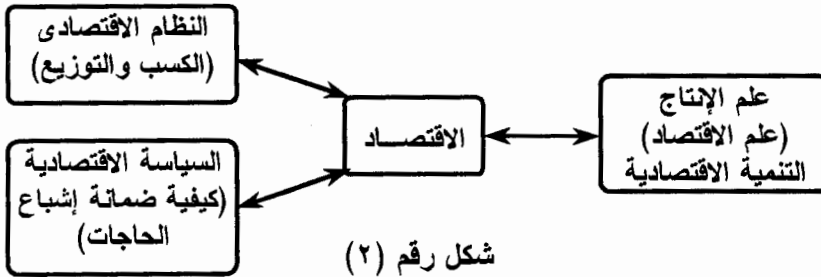 النظام الاقتصادى
(الكسب والتوزيع)
علم الإنتاج
(علم الاقتصاد)
التنمية الاقتصادية
الاقتصـــاد
السياسة الاقتصادية
(كيفية ضمانة إشباع
الحاجات)
شكل رقم (٢)